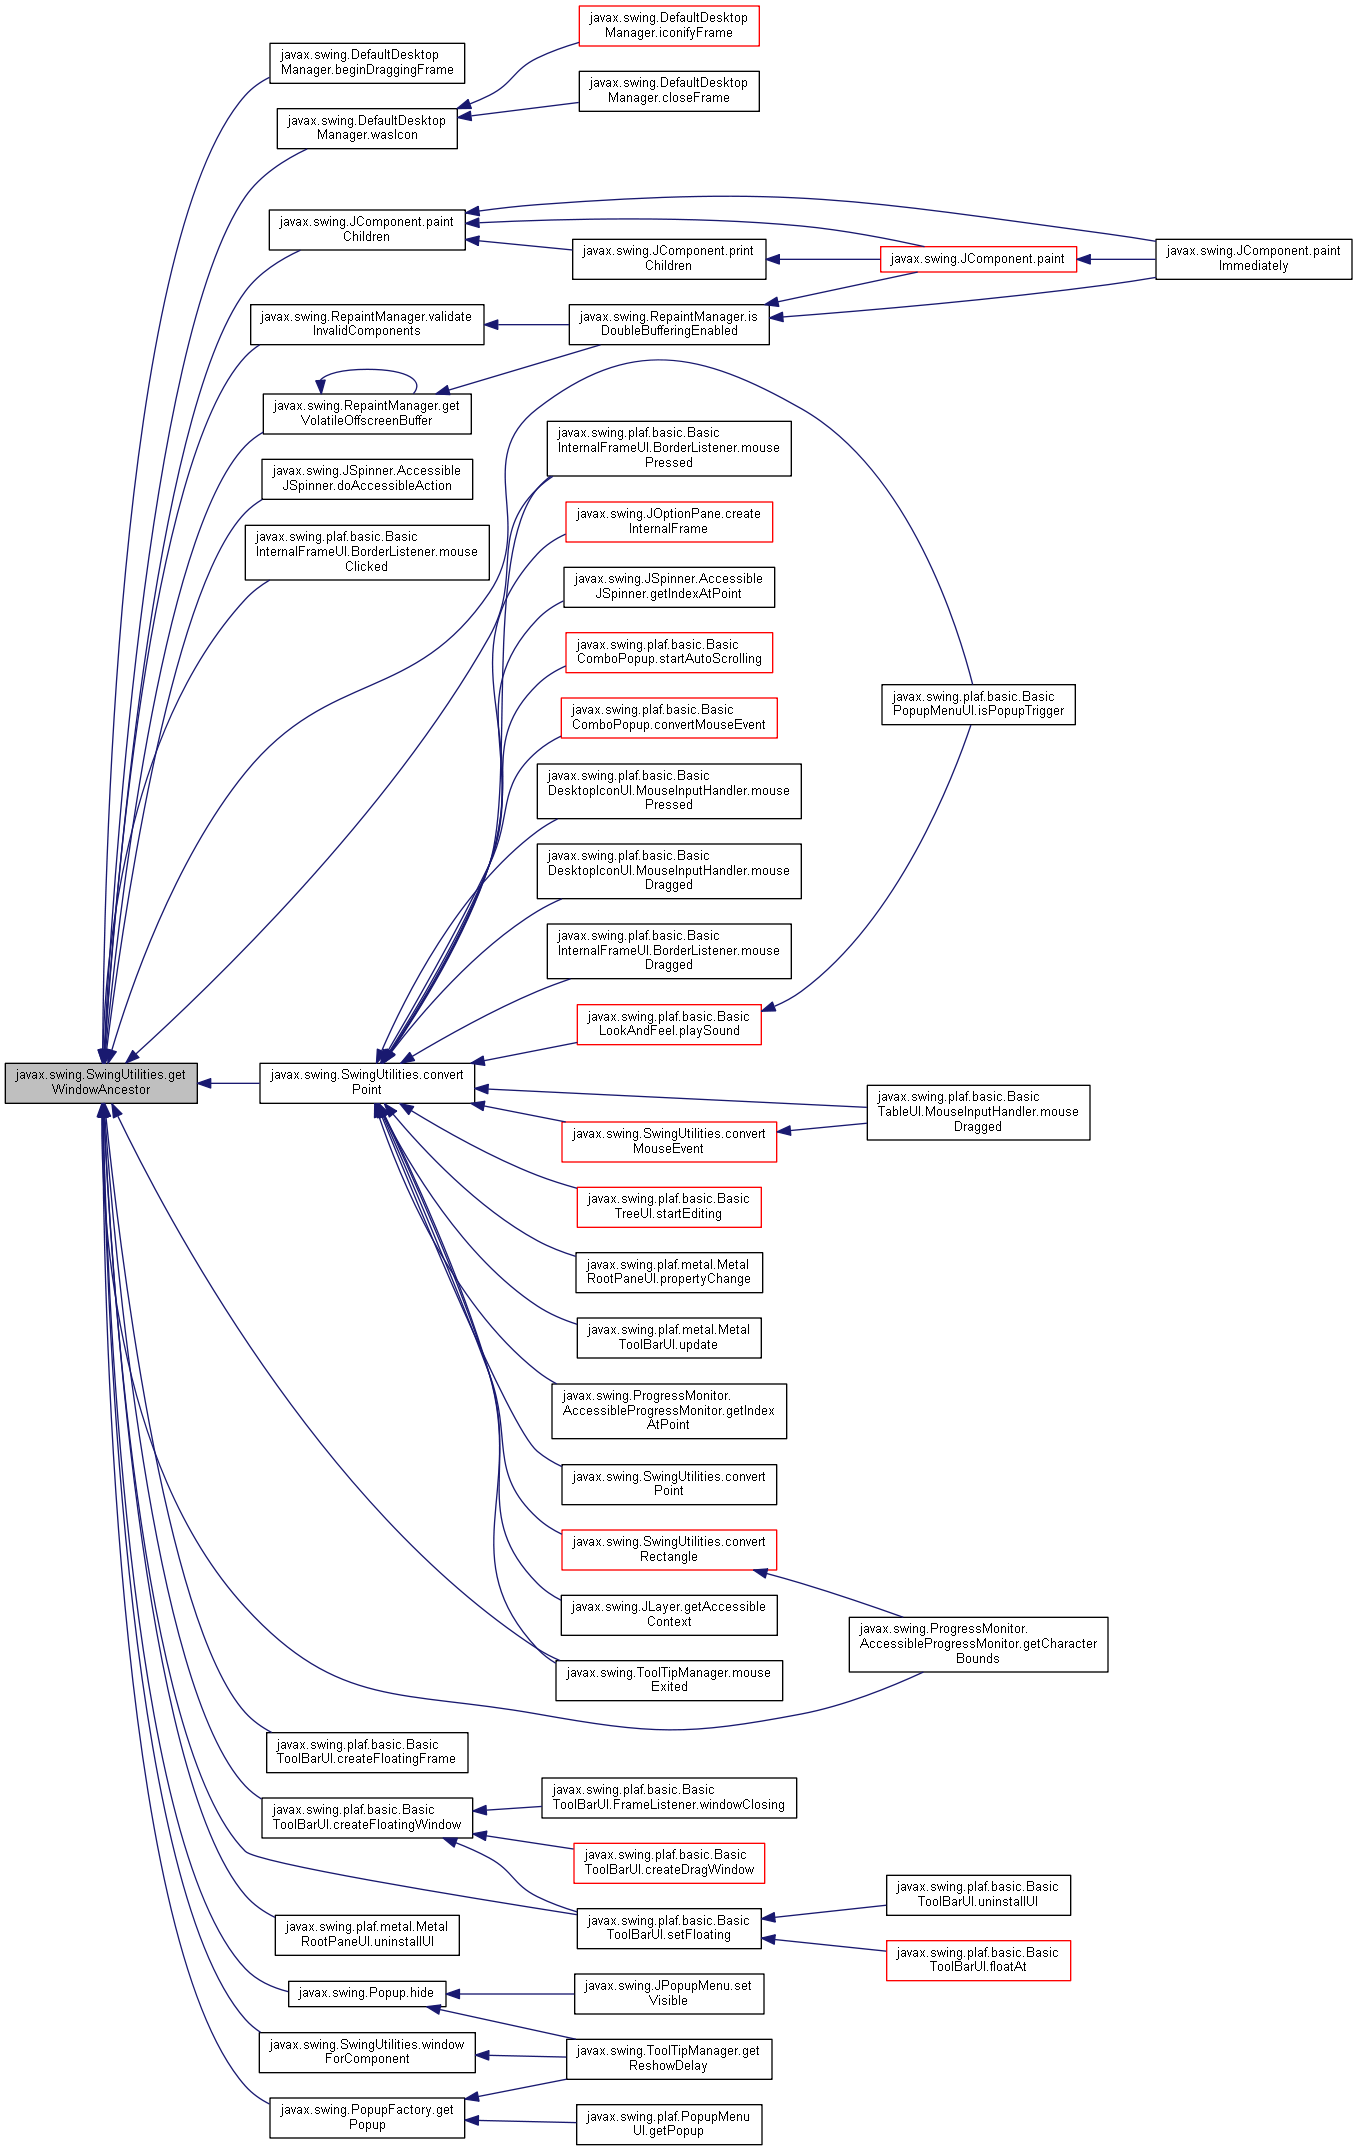 javax.swing.SwingUtilities.get
WindowAncestor
javax.swing.DefaultDesktop
Manager.beginDraggingFrame
javax.swing.DefaultDesktop
Manager.wasIcon
javax.swing.DefaultDesktop
Manager.iconifyFrame
javax.swing.DefaultDesktop
Manager.closeFrame
javax.swing.JComponent.paint
Children
javax.swing.JComponent.print
Children
javax.swing.JComponent.paint
javax.swing.JComponent.paint
Immediately
javax.swing.RepaintManager.validate
InvalidComponents
javax.swing.RepaintManager.is
DoubleBufferingEnabled
javax.swing.RepaintManager.get
VolatileOffscreenBuffer
javax.swing.JSpinner.Accessible
JSpinner.doAccessibleAction
javax.swing.plaf.basic.Basic
InternalFrameUI.BorderListener.mouse
Clicked
javax.swing.plaf.basic.Basic
InternalFrameUI.BorderListener.mouse
Pressed
javax.swing.JOptionPane.create
InternalFrame
javax.swing.JSpinner.Accessible
JSpinner.getIndexAtPoint
javax.swing.plaf.basic.Basic
ComboPopup.startAutoScrolling
javax.swing.plaf.basic.Basic
ComboPopup.convertMouseEvent
javax.swing.plaf.basic.Basic
PopupMenuUI.isPopupTrigger
javax.swing.plaf.basic.Basic
DesktopIconUI.MouseInputHandler.mouse
Pressed
javax.swing.plaf.basic.Basic
DesktopIconUI.MouseInputHandler.mouse
Dragged
javax.swing.plaf.basic.Basic
InternalFrameUI.BorderListener.mouse
Dragged
javax.swing.plaf.basic.Basic
LookAndFeel.playSound
javax.swing.SwingUtilities.convert
Point
javax.swing.plaf.basic.Basic
TableUI.MouseInputHandler.mouse
Dragged
javax.swing.SwingUtilities.convert
MouseEvent
javax.swing.plaf.basic.Basic
TreeUI.startEditing
javax.swing.plaf.metal.Metal
RootPaneUI.propertyChange
javax.swing.plaf.metal.Metal
ToolBarUI.update
javax.swing.ProgressMonitor.
AccessibleProgressMonitor.getIndex
AtPoint
javax.swing.SwingUtilities.convert
Point
javax.swing.SwingUtilities.convert
Rectangle
javax.swing.JLayer.getAccessible
Context
javax.swing.ProgressMonitor.
AccessibleProgressMonitor.getCharacter
Bounds
javax.swing.ToolTipManager.mouse
Exited
javax.swing.plaf.basic.Basic
ToolBarUI.createFloatingFrame
javax.swing.plaf.basic.Basic
ToolBarUI.createFloatingWindow
javax.swing.plaf.basic.Basic
ToolBarUI.FrameListener.windowClosing
javax.swing.plaf.basic.Basic
ToolBarUI.createDragWindow
javax.swing.plaf.basic.Basic
ToolBarUI.setFloating
javax.swing.plaf.basic.Basic
ToolBarUI.uninstallUI
javax.swing.plaf.basic.Basic
ToolBarUI.floatAt
javax.swing.plaf.metal.Metal
RootPaneUI.uninstallUI
javax.swing.Popup.hide
javax.swing.JPopupMenu.set
Visible
javax.swing.SwingUtilities.window
ForComponent
javax.swing.ToolTipManager.get
ReshowDelay
javax.swing.PopupFactory.get
Popup
javax.swing.plaf.PopupMenu
UI.getPopup